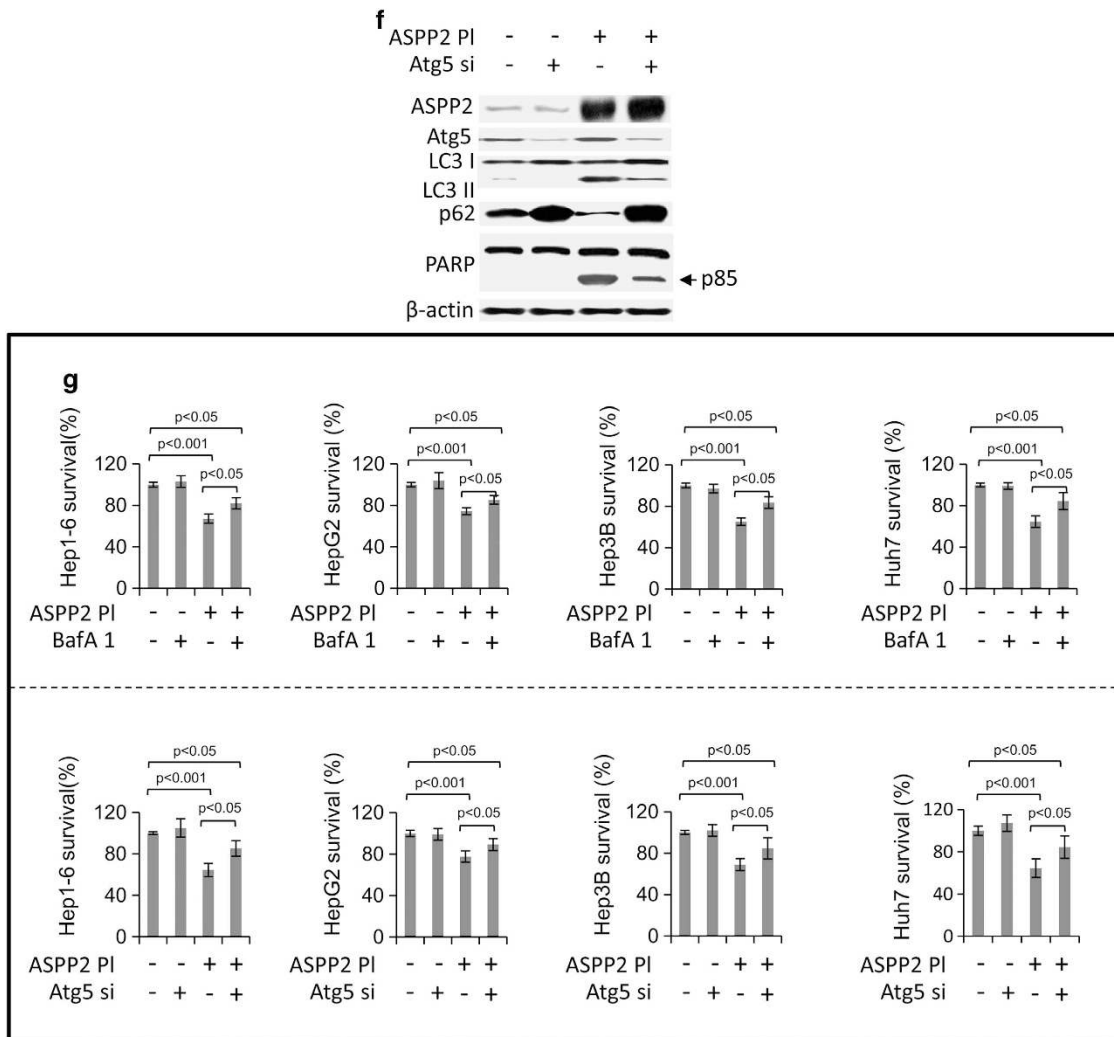 f
ASPP2 Pl - - + +
Atg5 si - + - +
ASPP2
Atg5
LC3 I
LC3 II
p62
PARP
p85
β-actin
g
p<0.05
p<0.001
p<0.05
Hep1-6 survival(%)
120
80
40
0
ASPP2 Pl - - + +
BafA 1 - + - +
p<0.05
p<0.001
p<0.05
HepG2 survival (%)
120
80
40
0
ASPP2 Pl - - + +
BafA 1 - + - +
p<0.05
p<0.001
p<0.05
Hep3B survival (%)
120
80
40
0
ASPP2 Pl - - + +
BafA 1 - + - +
p<0.05
p<0.001
p<0.05
Huh7 survival (%)
120
80
40
0
ASPP2 Pl - - + +
BafA 1 - + - +
p<0.05
p<0.001
p<0.05
Hep1-6 survival(%)
120
80
40
0
ASPP2 Pl - - + +
Atg5 si - + - +
p<0.05
p<0.001
p<0.05
HepG2 survival (%)
120
80
40
0
ASPP2 Pl - - + +
Atg5 si - + - +
p<0.05
p<0.001
p<0.05
Hep3B survival (%)
120
80
40
0
ASPP2 Pl - - + +
Atg5 si - + - +
p<0.05
p<0.001
p<0.05
Huh7 survival (%)
120
80
40
0
ASPP2 Pl - - + +
Atg5 si - + - +